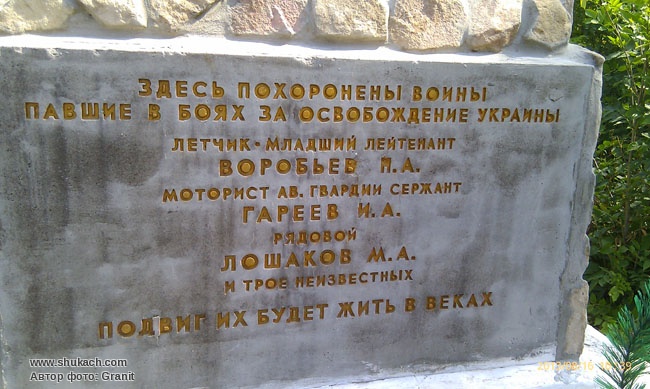 ЗДЕСЬ ПОХОРОНЕНЫ ВОИНЫ
ПАВШИЕ В БОЯХ ЗА ОСВОБОЖДЕНИЕ УКРАИНЫ
ЛЕТЧИК-МЛАДШИЙ ЛЕЙТЕНАНТ
ВОРОБЬЕВ П.А.
МОТОРИСТ АВ. ГВАРДИИ СЕРЖАНТ
ГАРЕЕВ И.А.
РЯДОВОЙ
ЛОШАКОВ М.А.
И ТРОЕ НЕИЗВЕСТНЫХ
ПОДВИГ ИХ БУДЕТ ЖИТЬ В ВЕКАХ
www.shukach.com
Автор фото: Granit